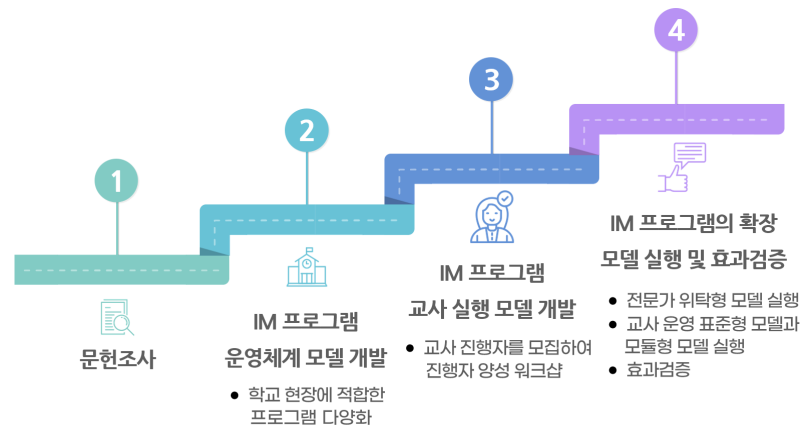 1
문헌조사
2
IM 프로그램
운영체계 모델 개발
● 학교 현장에 적합한
프로그램 다양화
3
IM 프로그램
교사 실행 모델 개발
● 교사 진행자를 모집하여
진행자 양성 워크샵
4
IM 프로그램의 확장
모델 실행 및 효과검증
● 전문가 위탁형 모델 실행
● 교사 운영 표준형 모델과
모듈형 모델 실행
● 효과검증